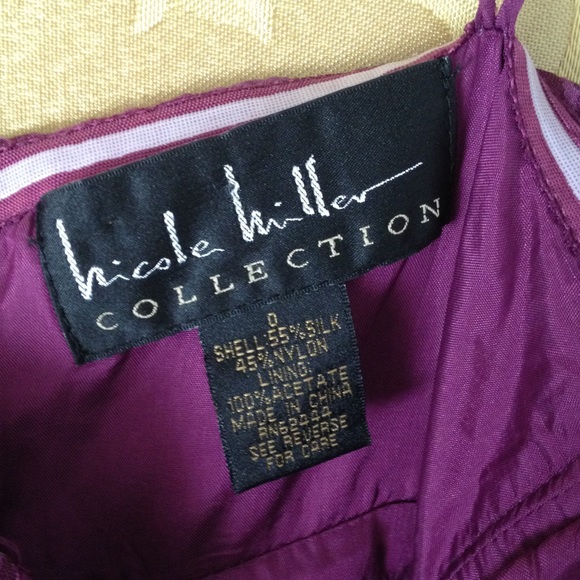 nicole miller
COLLECTION
0
SHELL:55%SILK
45%NYLON
LINING:
100%ACETATE
MADE IN CHINA
RN63444
SEE REVERSE
FOR CARE